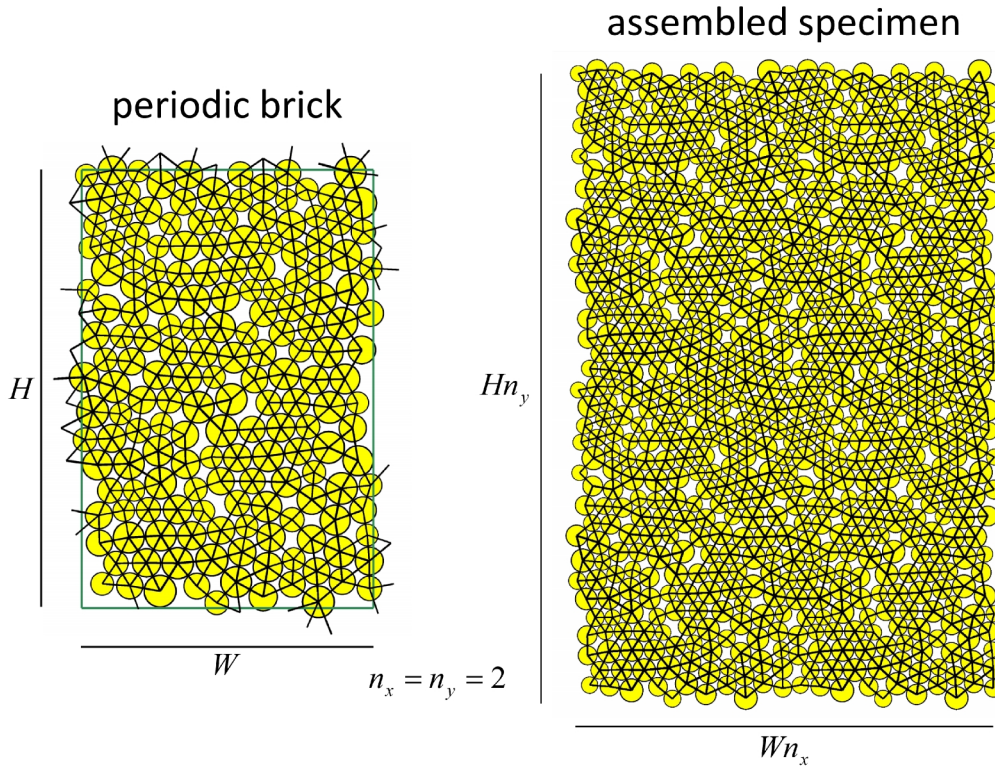 assembled specimen
periodic brick
H
Hn_y
W
n_x = n_y = 2
Wn_x